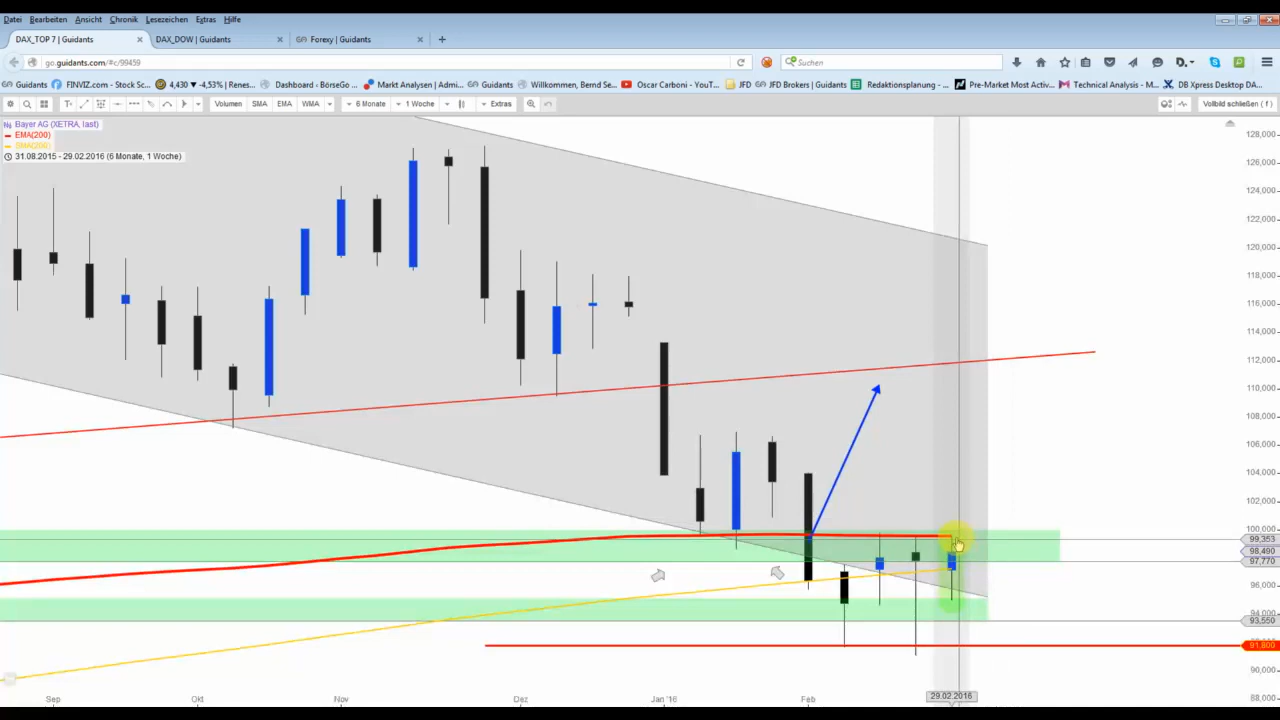 Datei Bearbeiten Ansicht Chronik Lesezeichen Extras Hilfe
DAX_TOP 7 | Guidants DAX_DOW | Guidants Forexy | Guidants
go.guidants.com/#c/99459 Suchen
Guidants FINVIZ.com - Stock Sc... 4,430 -4,53% | Renes... Dashboard ‹ BörseGo ... Markt Analysen | Admi... Guidants Willkommen, Bernd Se... Oscar Carboni - YouT... JFD JFD Brokers | Guidants Redaktionsplanung - ... Pre-Market Most Activ... Technical Analysis - M... DB Xpress Desktop DA...
Volumen SMA EMA WMA 6 Monate 1 Woche Extras Vollbild schließen ( f )
Bayer AG (XETRA, last)
EMA(200)
SMA(200)
31.08.2015 - 29.02.2016 (6 Monate, 1 Woche)
128,000
126,000
124,000
122,000
120,000
118,000
116,000
114,000
112,000
110,000
108,000
106,000
104,000
102,000
100,000
99,353
98,490
97,770
96,000
94,000
93,550
91,800
90,000
88,000
Sep Okt Nov Dez Jan '16 Feb 29.02.2016